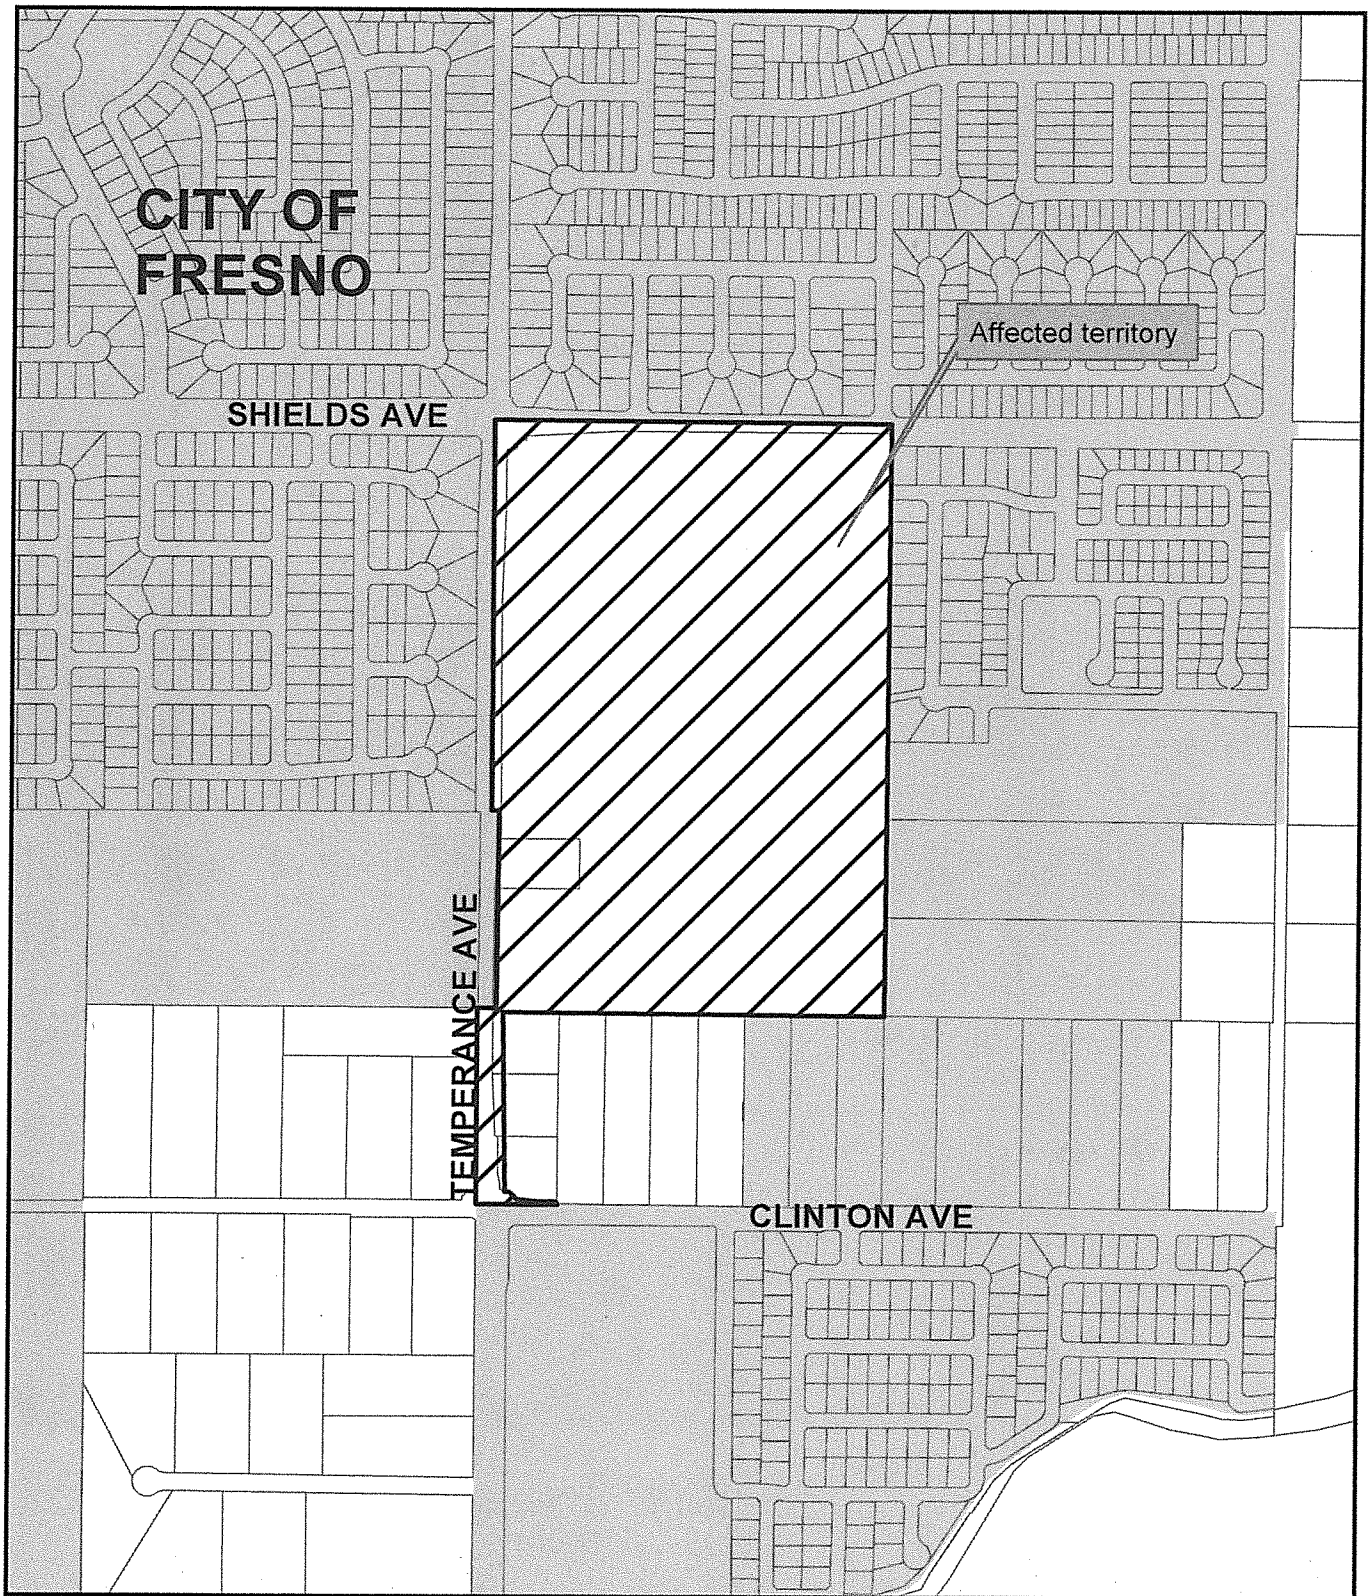 CITY OF
FRESNO
Affected territory
SHIELDS AVE
TEMPERANCE AVE
CLINTON AVE